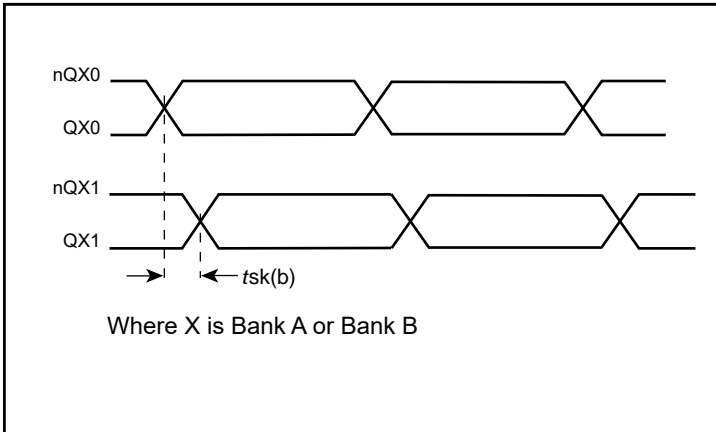 nQX0
QX0
nQX1
QX1
tsk(b)
Where X is Bank A or Bank B